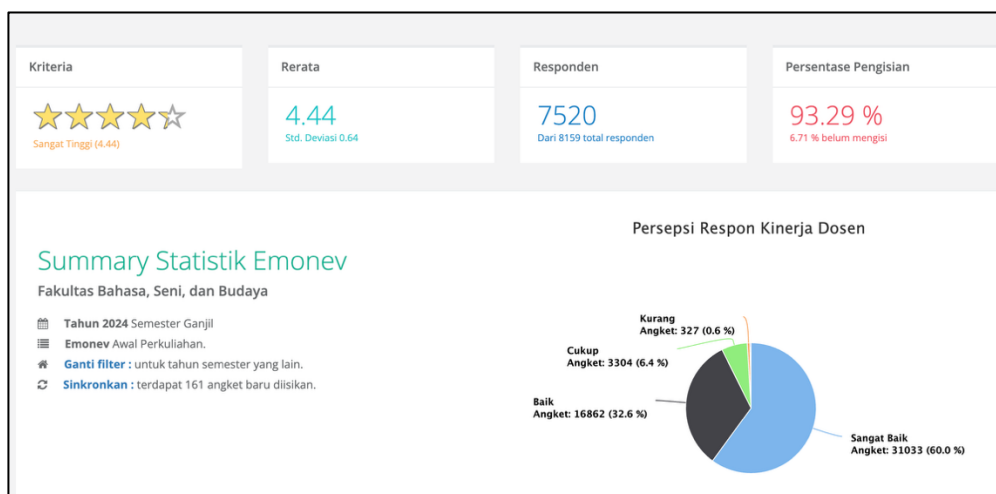 Kriteria
Sangat Tinggi (4.44)
Rerata
4.44
Std. Deviasi 0.64
Responden
7520
Dari 8159 total responden
Persentase Pengisian
93.29 %
6.71 % belum mengisi
Summary Statistik Emonev
Fakultas Bahasa, Seni, dan Budaya
Tahun 2024 Semester Ganjil
Emonev Awal Perkuliahan.
Ganti filter : untuk tahun semester yang lain.
Sinkronkan : terdapat 161 angket baru diisikan.
Persepsi Respon Kinerja Dosen
Kurang
Angket: 327 (0.6 %)
Cukup
Angket: 3304 (6.4 %)
Baik
Angket: 16862 (32.6 %)
Sangat Baik
Angket: 31033 (60.0 %)